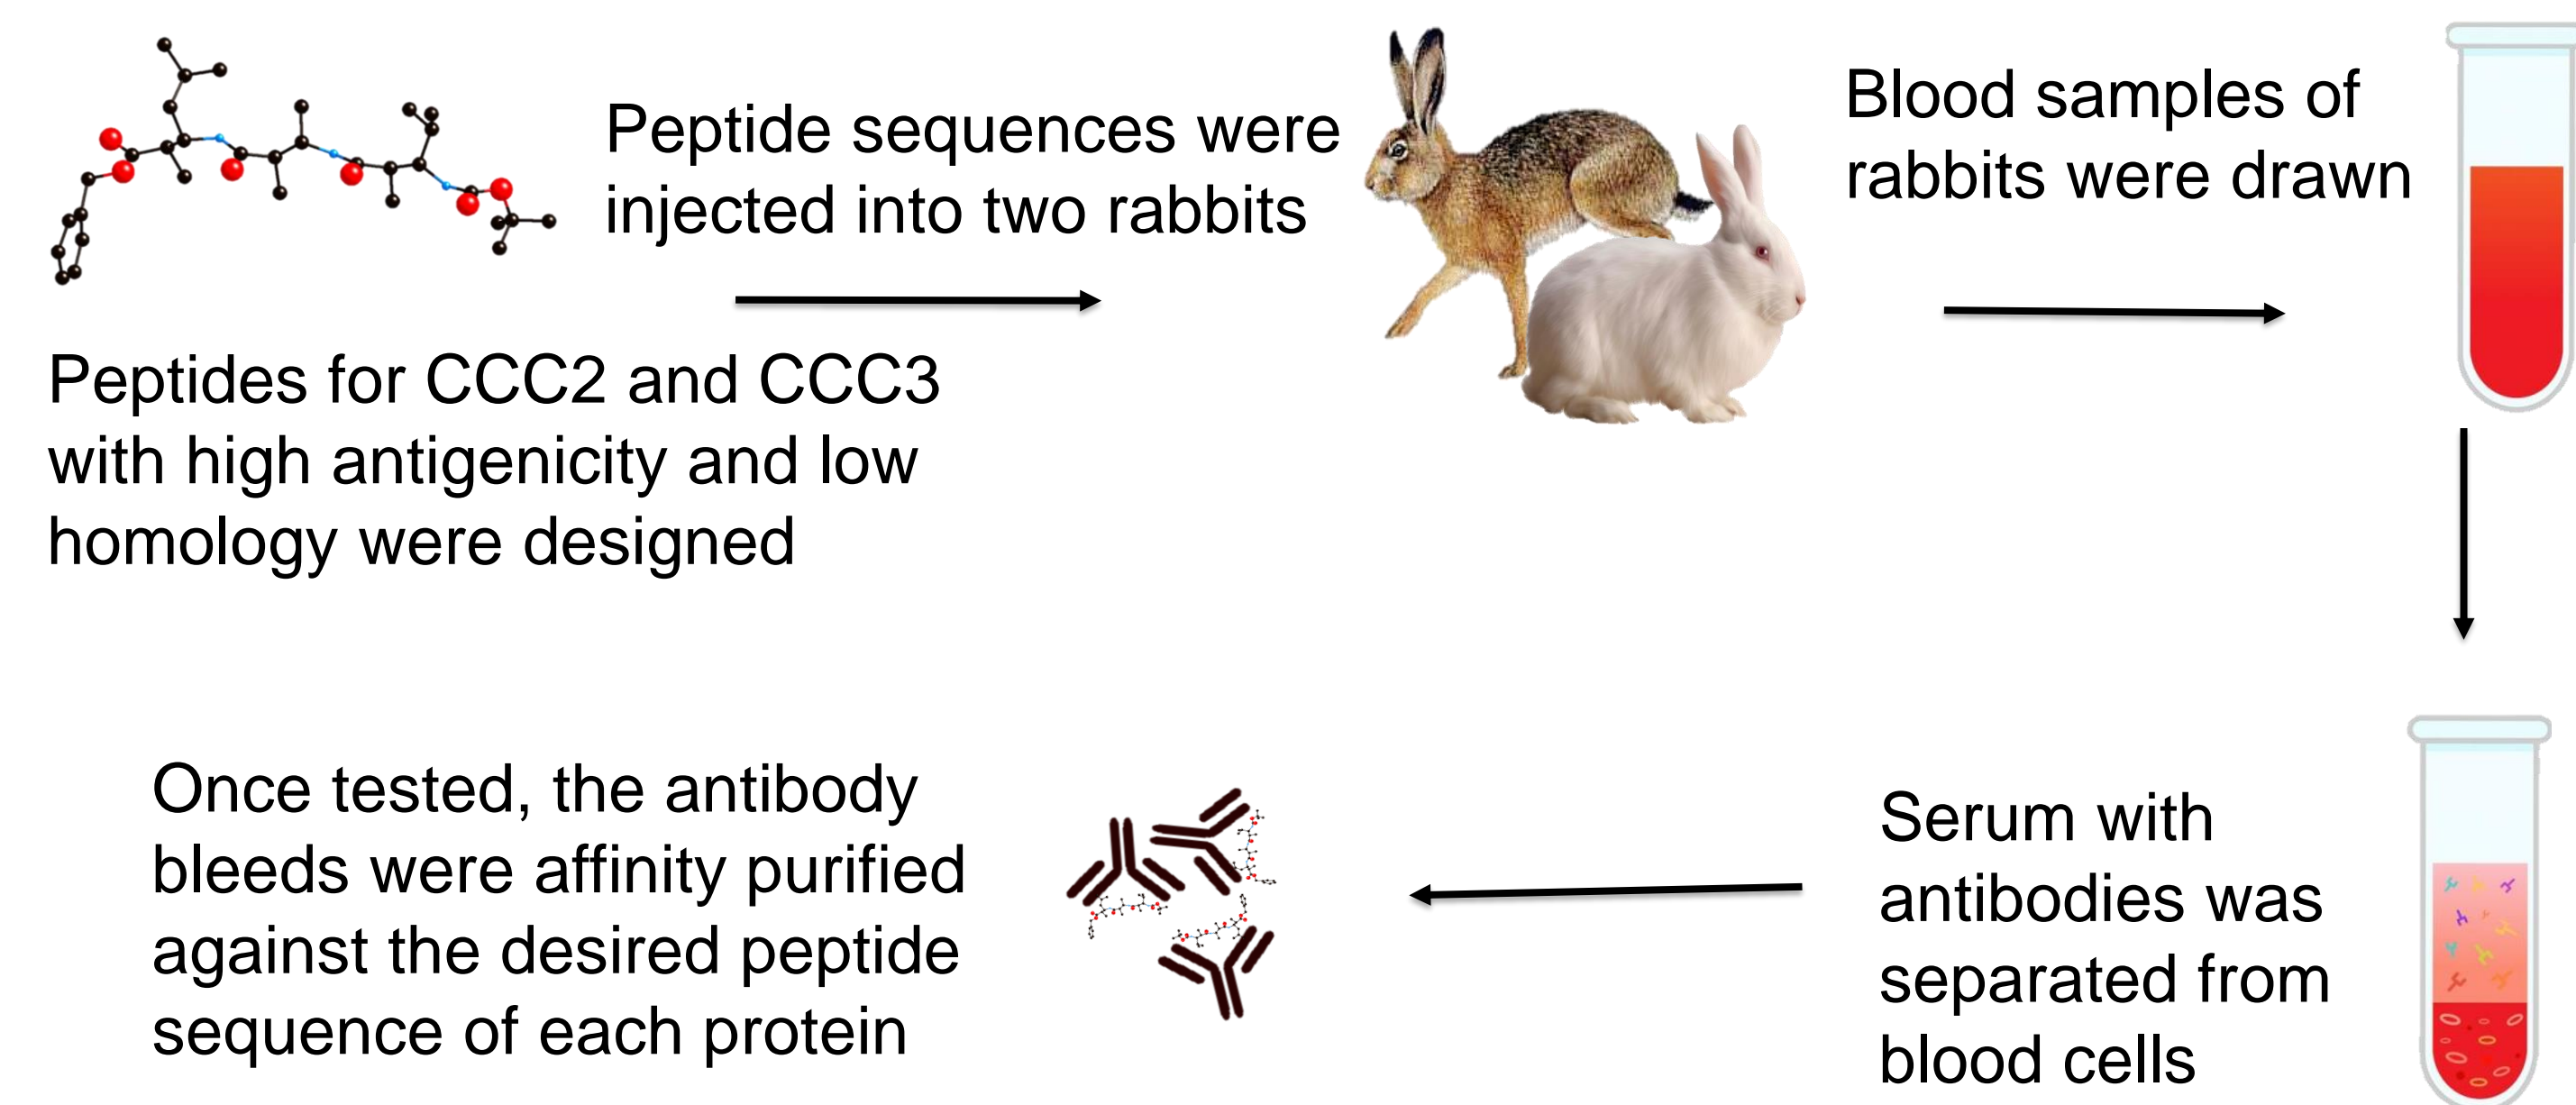 Peptide sequences were
injected into two rabbits
Blood samples of
rabbits were drawn
Peptides for CCC2 and CCC3
with high antigenicity and low
homology were designed
Serum with
antibodies was
separated from
blood cells
Once tested, the antibody
bleeds were affinity purified
against the desired peptide
sequence of each protein